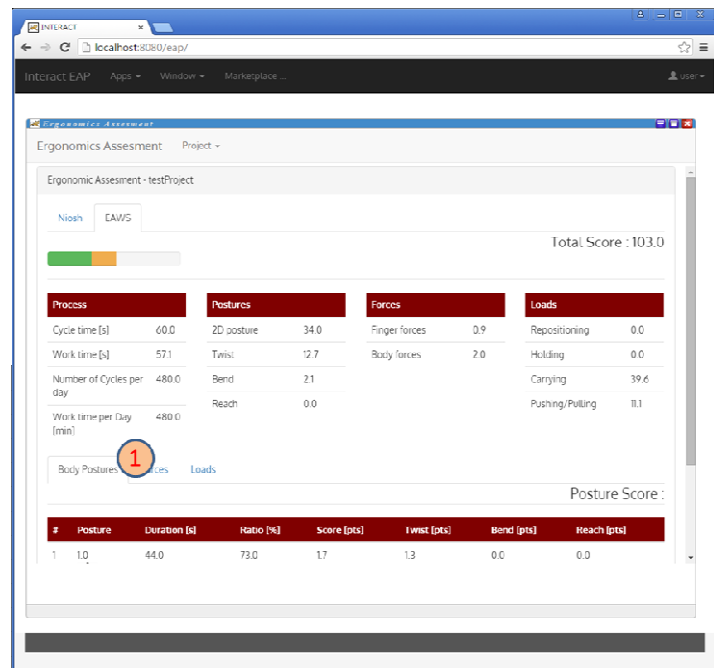 INTERACT
localhost:8080/eap/
Interact EAP Apps Window Marketplace ... user
Ergonomics Assesment
Ergonomics Assesment Project
Ergonomic Assesment - testProject
Niosh EAWS
Total Score : 103.0
Process Postures Forces Loads
Cycle time [s] 60.0 2D posture 34.0 Finger forces 0.9 Repositioning 0.0
Work time [s] 57.1 Twist 12.7 Body forces 2.0 Holding 0.0
Number of Cycles per day 480.0 Bend 2.1 Carrying 39.6
Reach 0.0 Pushing/Pulling 11.1
Work time per Day [min] 480.0
1
Body Postures Loads
Posture Score :
# Posture Duration [s] Ratio [%] Score [pts] Twist [pts] Bend [pts] Reach [pts]
1 1.0 44.0 73.0 1.7 1.3 0.0 0.0